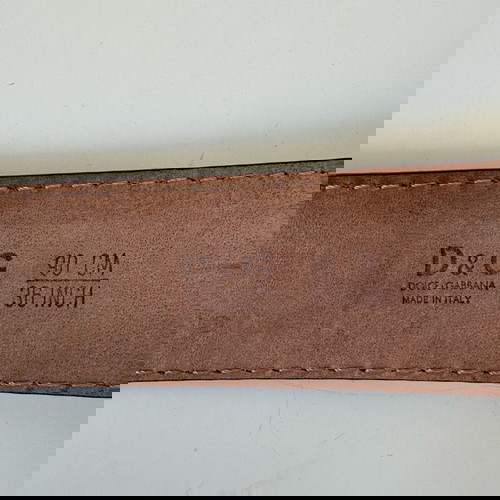 90 CM
36 INCH
D&G
DOLCE&GABBANA
MADE IN ITALY